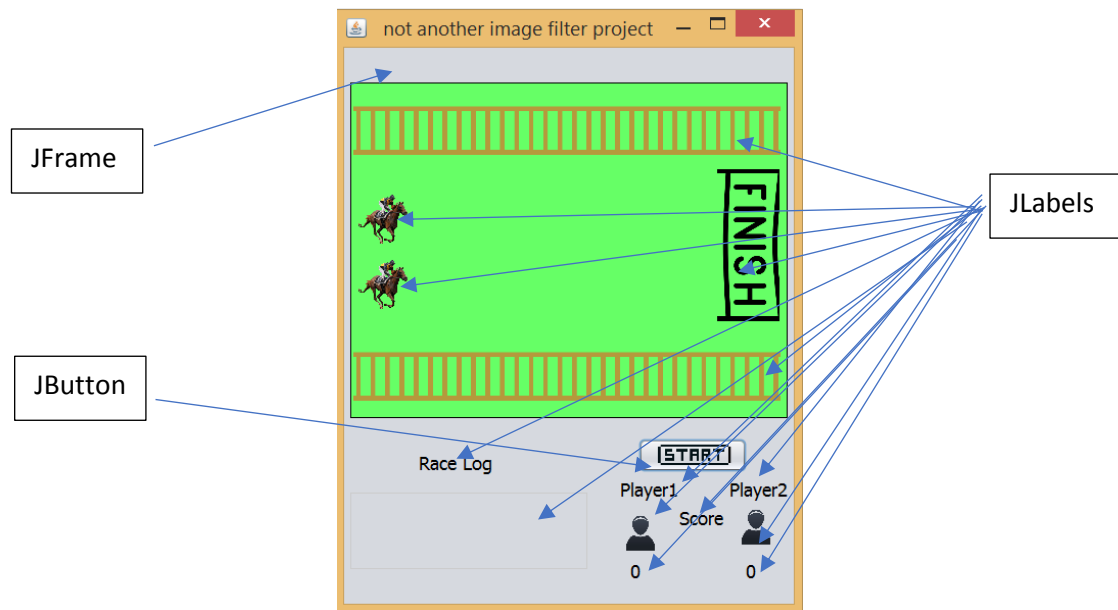 not another image filter project
JFrame
JLabels
FINISH
JButton
START
Race Log
Player1
Player2
Score
0
0